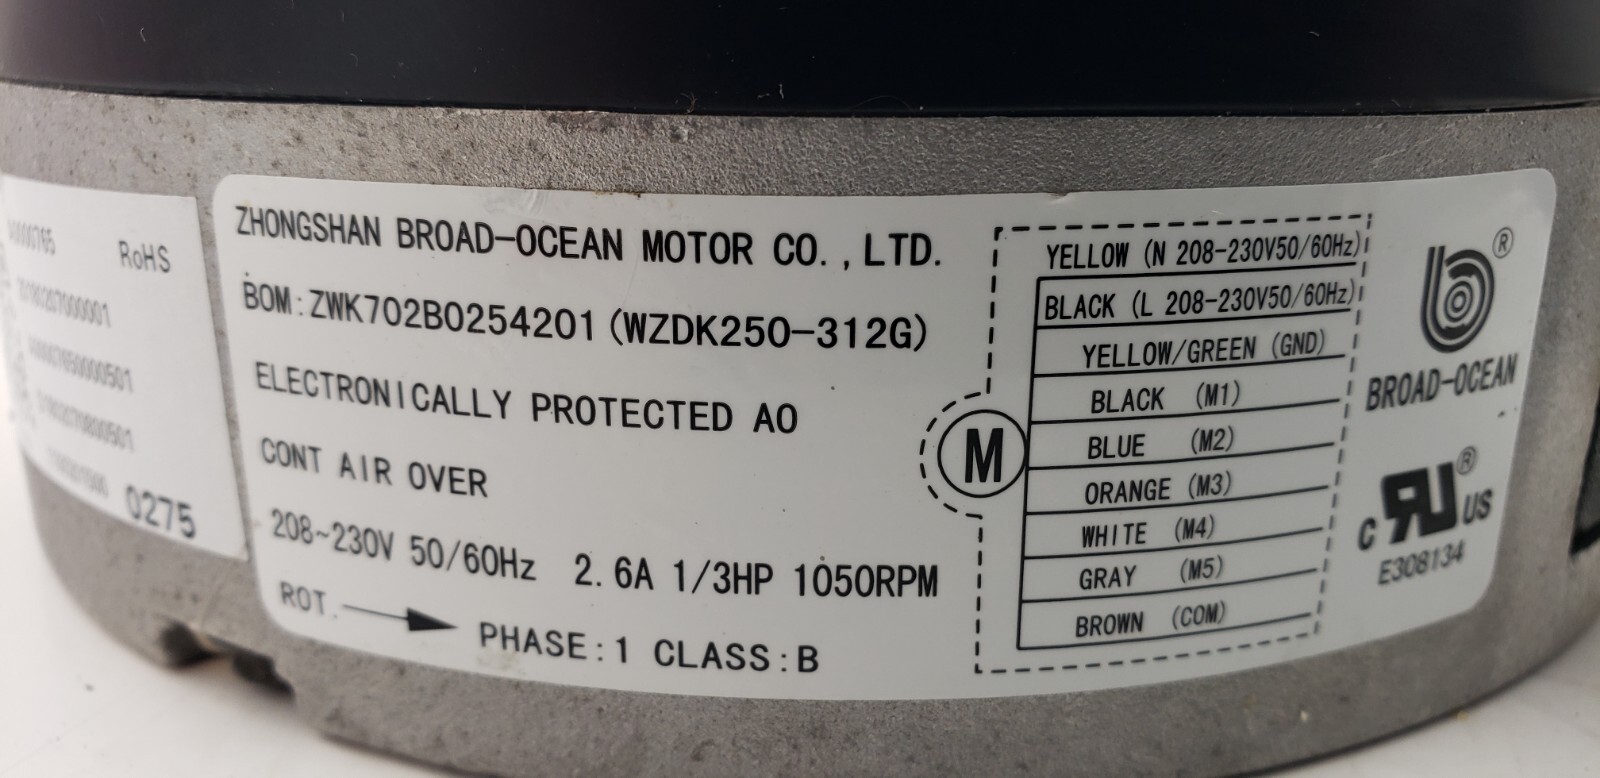 RoHS
0275
ZHONGSHAN BROAD-OCEAN MOTOR CO., LTD.
BOM:ZWK702B0254201(WZDK250-312G)
ELECTRONICALLY PROTECTED AO
CONT AIR OVER
208~230V 50/60Hz 2.6A 1/3HP 1050RPM
ROT. PHASE:1 CLASS:B
M
YELLOW (N 208-230V50/60Hz)
BLACK (L 208-230V50/60Hz)
YELLOW/GREEN (GND)
BLACK (M1)
BLUE (M2)
ORANGE (M3)
WHITE (M4)
GRAY (M5)
BROWN (COM)
b ®
BROAD-OCEAN
C RU ® US
E308134